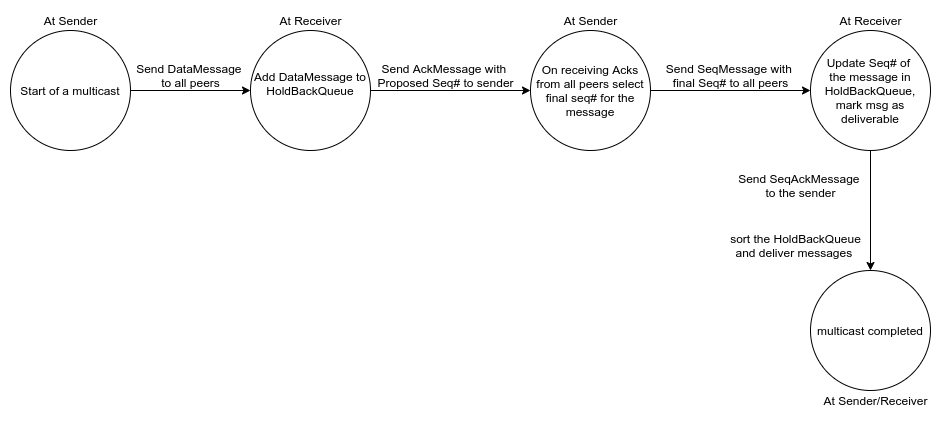 At Sender
At Receiver
At Sender
At Receiver
Start of a multicast
Send DataMessage
to all peers
Add DataMessage to
HoldBackQueue
Send AckMessage with
Proposed Seq# to sender
On receiving Acks
from all peers select
final seq# for the
message
Send SeqMessage with
final Seq# to all peers
Update Seq# of
the message in
HoldBackQueue,
mark msg as
deliverable
Send SeqAckMessage
to the sender
sort the HoldBackQueue
and deliver messages
multicast completed
At Sender/Receiver